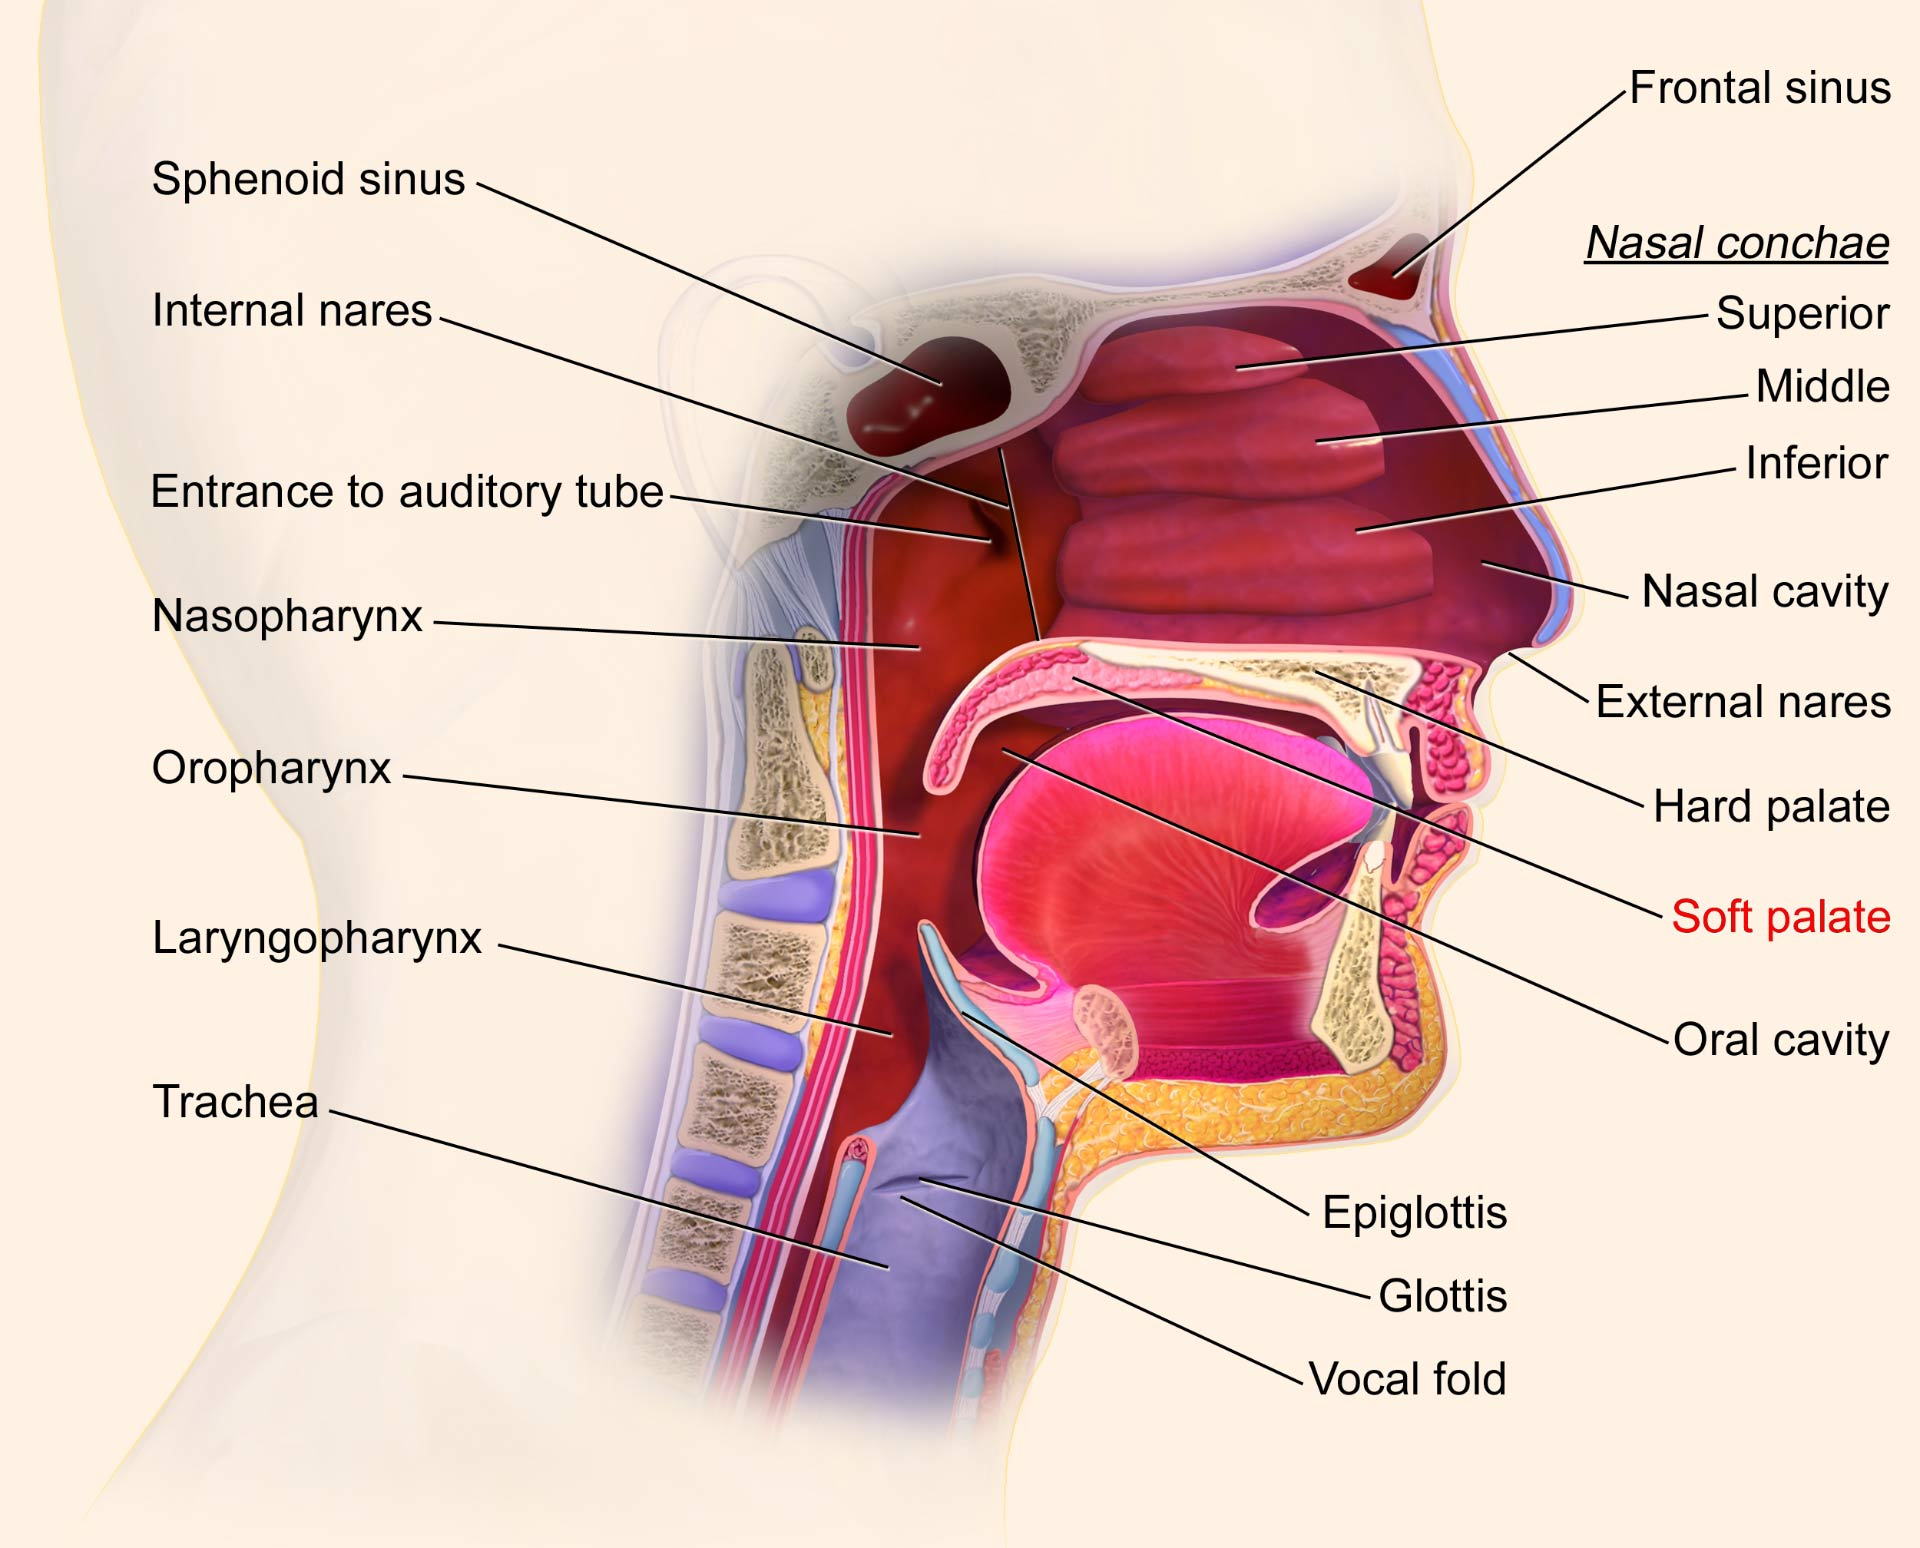 Sphenoid sinus
Internal nares
Entrance to auditory tube
Nasopharynx
Oropharynx
Laryngopharynx
Trachea
Frontal sinus
Nasal conchae
Superior
Middle
Inferior
Nasal cavity
External nares
Hard palate
Soft palate
Oral cavity
Epiglottis
Glottis
Vocal fold